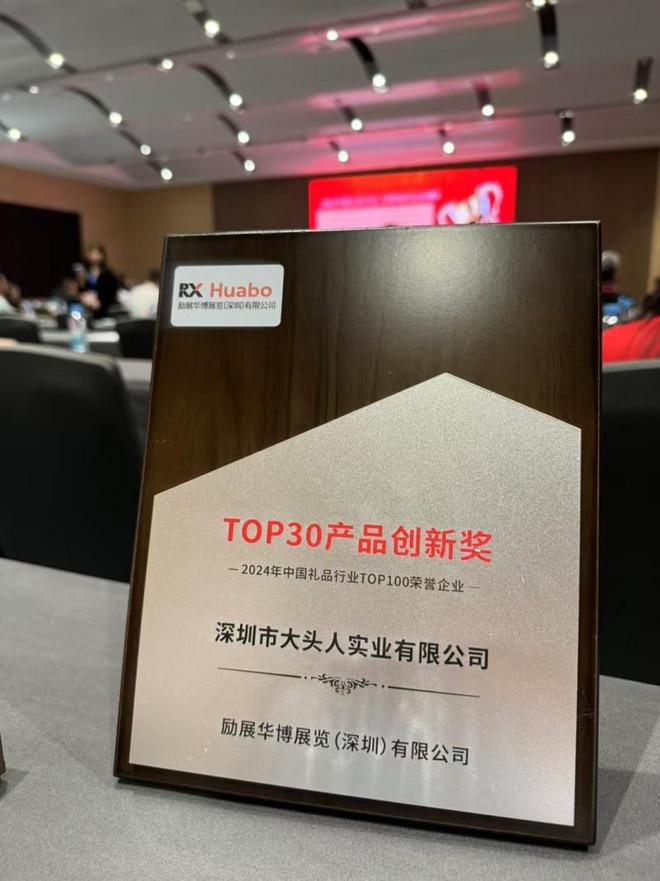 RX Huabo
励展华博展览(深圳)有限公司
TOP30产品创新奖
— 2024年中国礼品行业TOP100荣誉企业 —
深圳市大头人实业有限公司
励展华博展览（深圳）有限公司